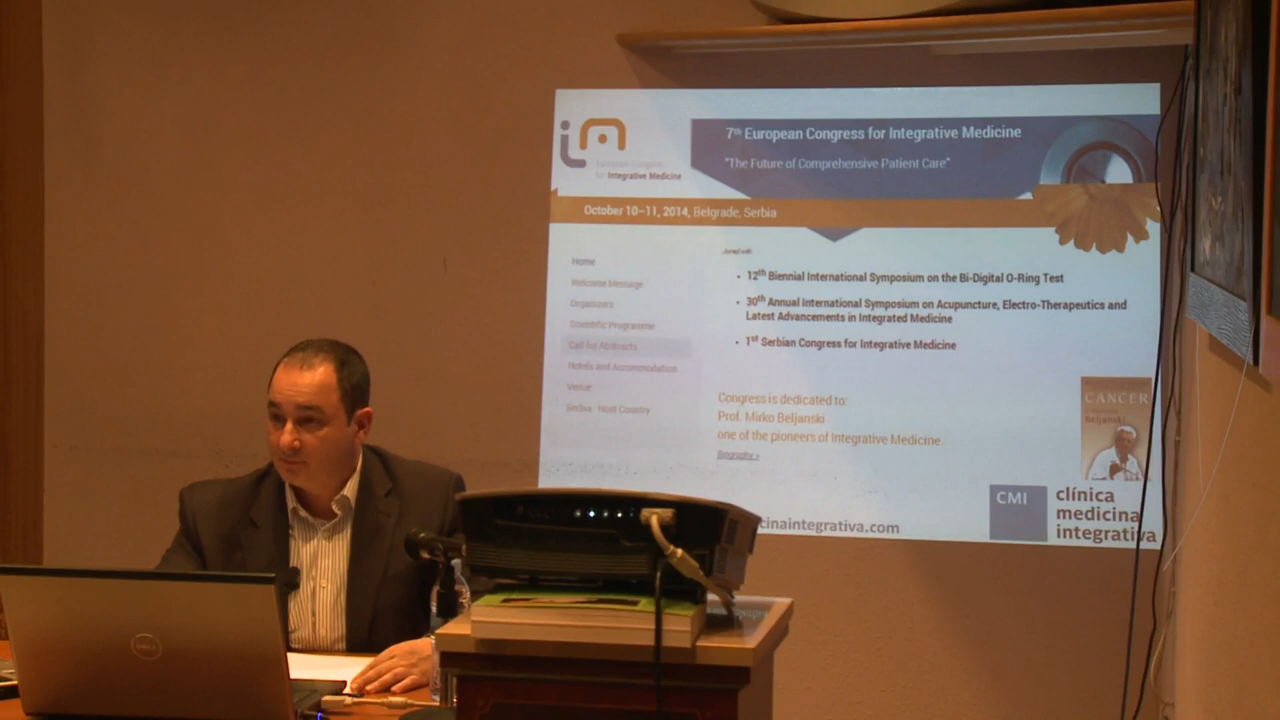 7th European Congress for Integrative Medicine
"The Future of Comprehensive Patient Care"
European Congress
for Integrative Medicine
October 10–11, 2014, Belgrade, Serbia
Joined with:
Home
Welcome Message
Organizers
Scientific Programme
Call for Abstracts
Hotels and Accommodation
Venue
Serbia - Host Country
• 12th Biennial International Symposium on the Bi-Digital O-Ring Test
• 30th Annual International Symposium on Acupuncture, Electro-Therapeutics and
Latest Advancements in Integrated Medicine
• 1st Serbian Congress for Integrative Medicine
Congress is dedicated to:
Prof. Mirko Beljanski
one of the pioneers of Integrative Medicine.
Biography »
CANCER
Beljanski
cinaintegrativa.com
CMI
clínica
medicina
integrativa
DELL